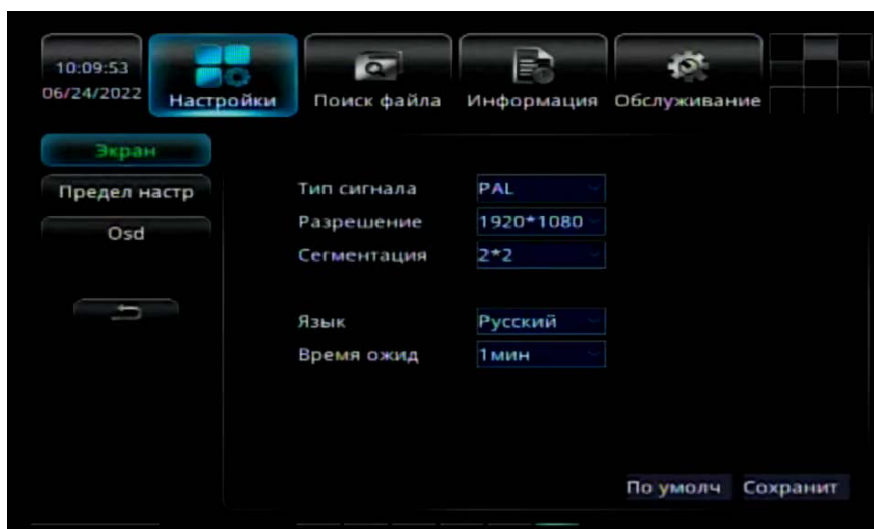 10:09:53
06/24/2022
Настройки
Поиск файла
Информация
Обслуживание
Экран
Предел настр
Osd
Тип сигнала PAL
Разрешение 1920*1080
Сегментация 2*2
Язык Русский
Время ожид 1мин
По умолч Сохранит